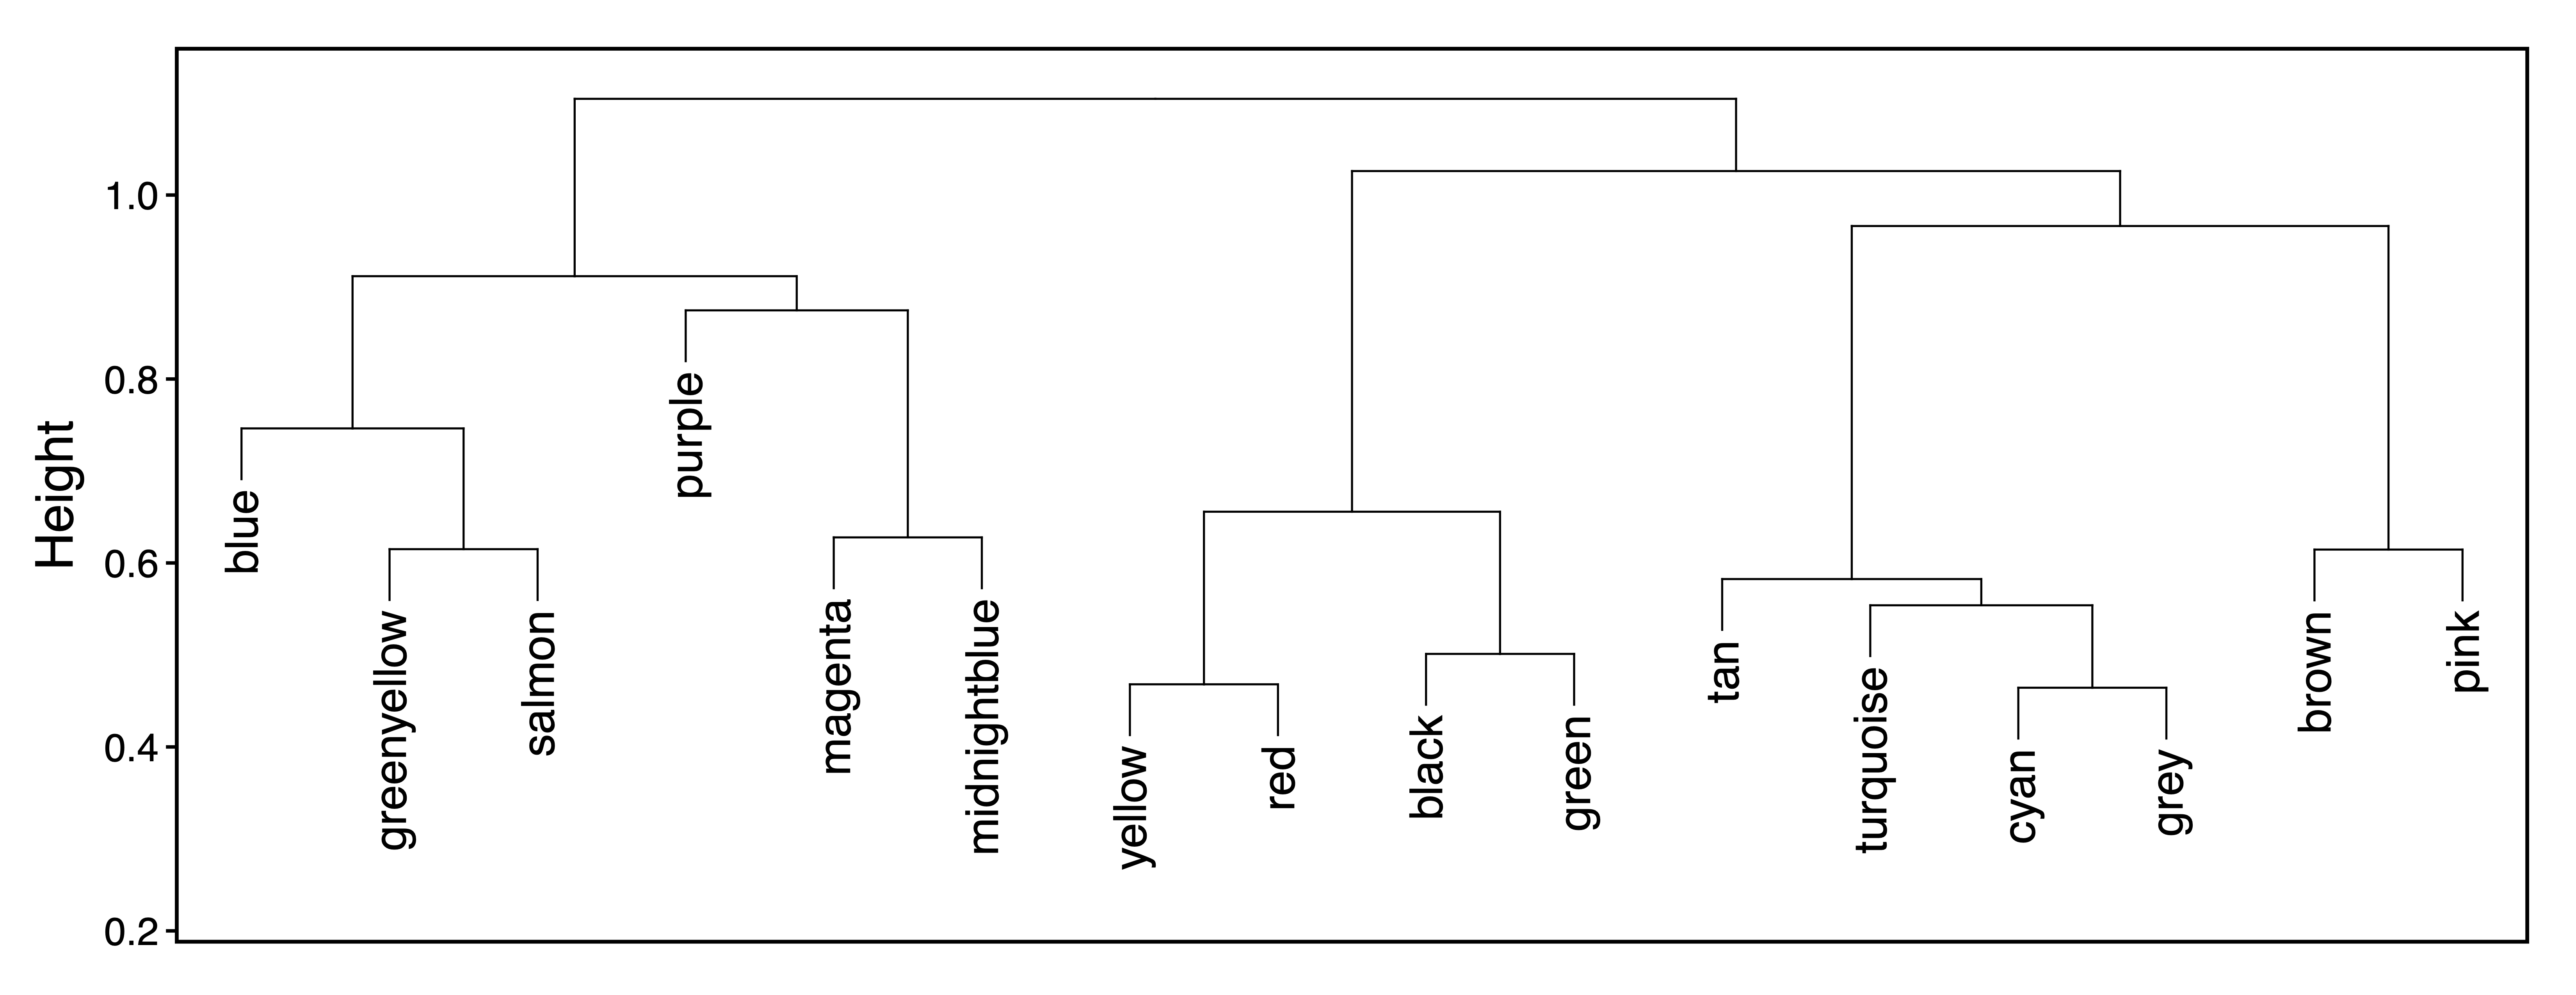 Height
1.0
0.8
0.6
0.4
0.2
blue
greenyellow
salmon
purple
magenta
midnightblue
yellow
red
black
green
tan
turquoise
cyan
grey
brown
pink